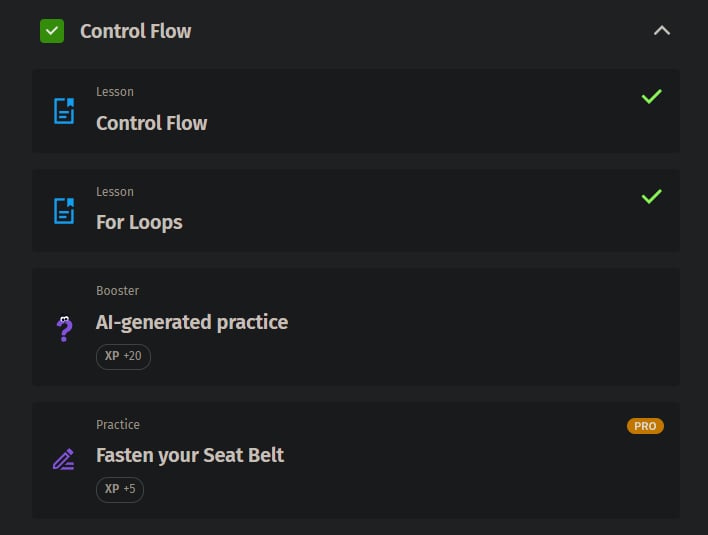 Control Flow
Lesson
Control Flow
Lesson
For Loops
Booster
AI-generated practice
XP +20
Practice
PRO
Fasten your Seat Belt
XP +5